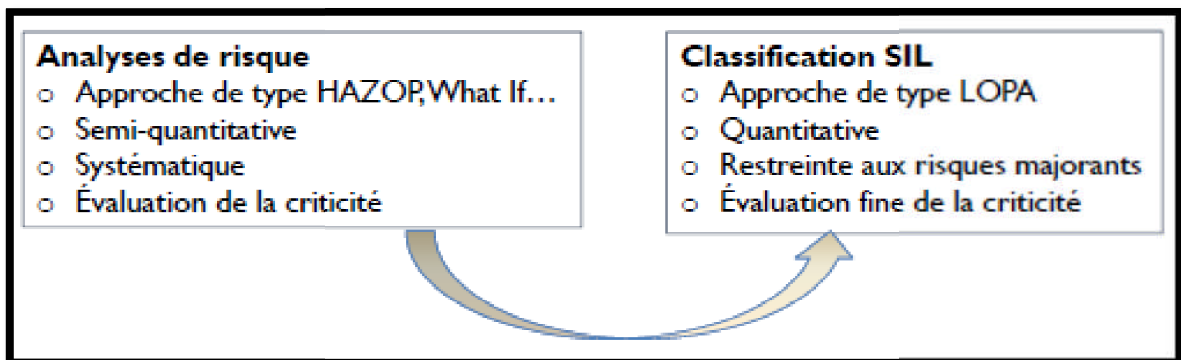 Analyses de risque
o Approche de type HAZOP, What If…
o Semi-quantitative
o Systématique
o Évaluation de la criticité
Classification SIL
o Approche de type LOPA
o Quantitative
o Restreinte aux risques majorants
o Évaluation fine de la criticité